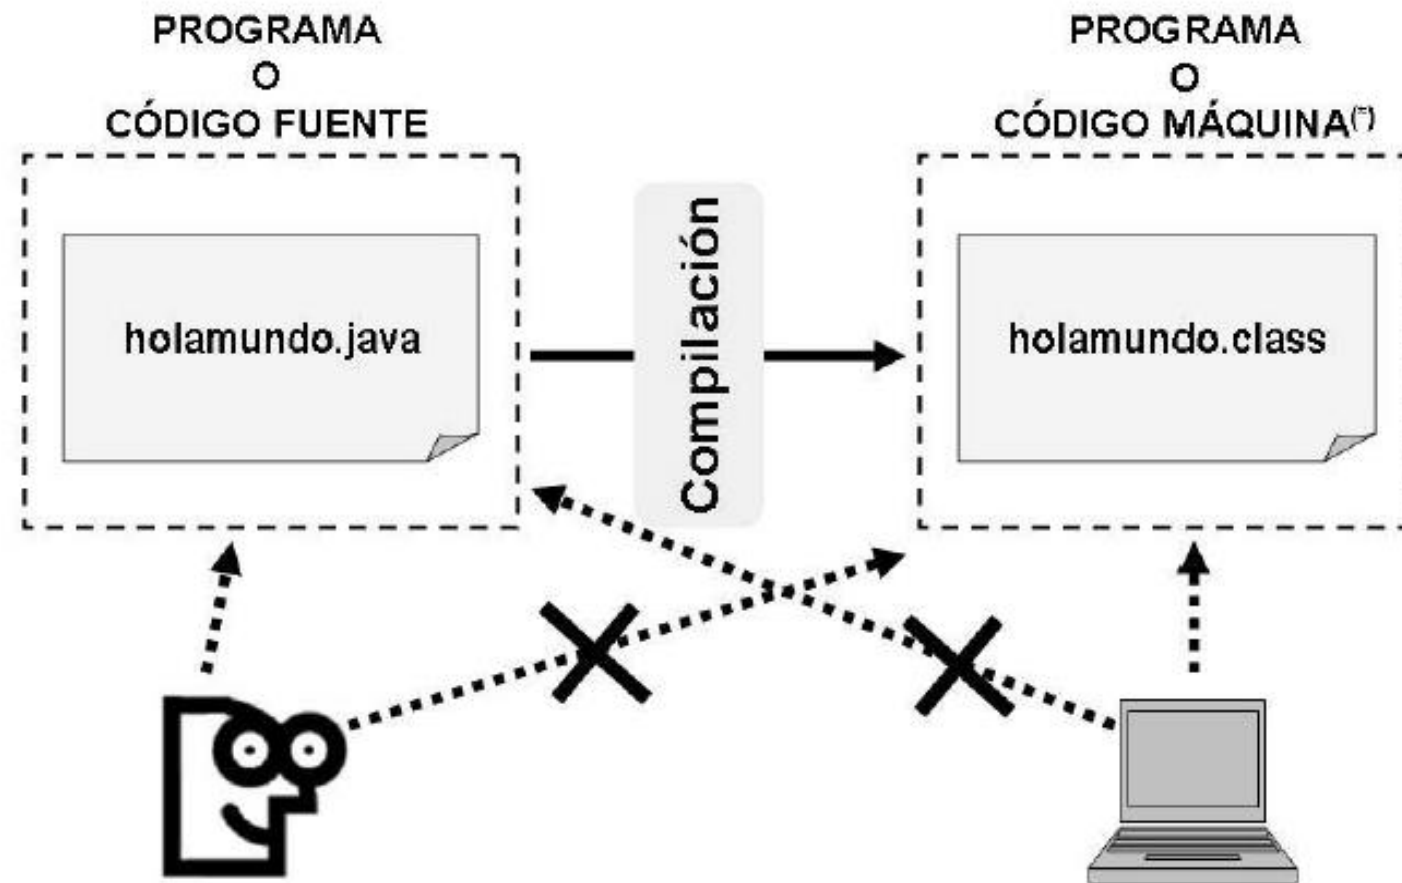 PROGRAMA
O
CÓDIGO FUENTE
PROGRAMA
O
CÓDIGO MÁQUINA(*)
holamundo.java
Compilación
holamundo.class